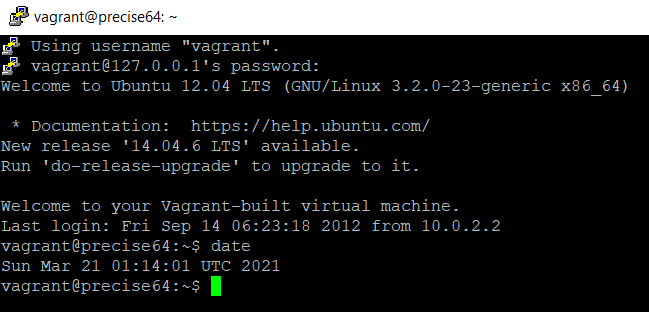 vagrant@precise64: ~
Using username "vagrant".
vagrant@127.0.0.1's password:
Welcome to Ubuntu 12.04 LTS (GNU/Linux 3.2.0-23-generic x86_64)
* Documentation:  https://help.ubuntu.com/
New release '14.04.6 LTS' available.
Run 'do-release-upgrade' to upgrade to it.
Welcome to your Vagrant-built virtual machine.
Last login: Fri Sep 14 06:23:18 2012 from 10.0.2.2
vagrant@precise64:~$ date
Sun Mar 21 01:14:01 UTC 2021
vagrant@precise64:~$